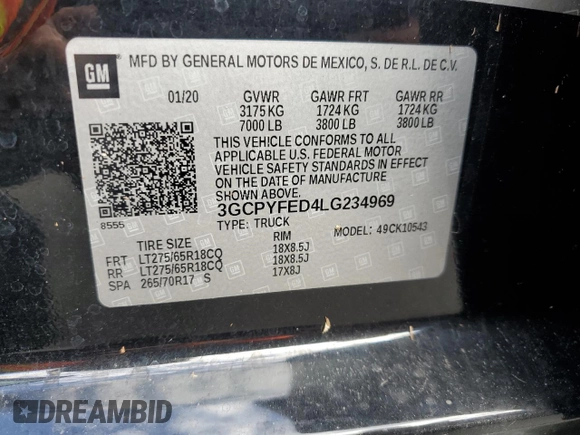 GM
MFD BY GENERAL MOTORS DE MEXICO, S. DE R.L. DE C.V.
01/20 GVWR GAWR FRT GAWR RR
3175 KG 1724 KG 1724 KG
7000 LB 3800 LB 3800 LB
THIS VEHICLE CONFORMS TO ALL
APPLICABLE U.S. FEDERAL MOTOR
VEHICLE SAFETY STANDARDS IN EFFECT
ON THE DATE OF MANUFACTURE
SHOWN ABOVE.
8555
3GCPYFED4LG234969
TYPE: TRUCK MODEL: 49CK10543
TIRE SIZE RIM
FRT LT275/65R18CQ 18X8.5J
RR LT275/65R18CQ 18X8.5J
SPA 265/70R17 S 17X8J
DREAMBID